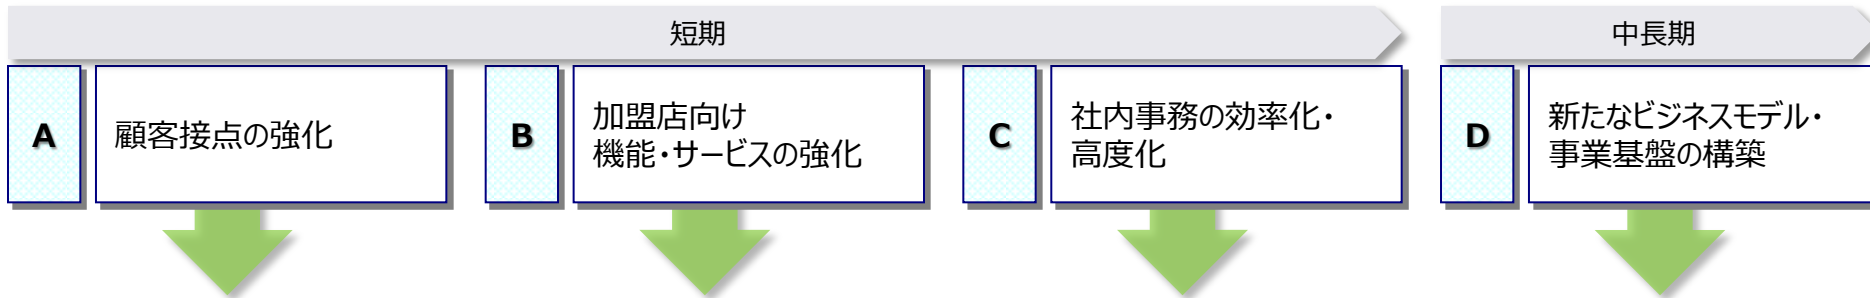 短期
中長期
A
顧客接点の強化
B
加盟店向け
機能・サービスの強化
C
社内事務の効率化・
高度化
D
新たなビジネスモデル・
事業基盤の構築